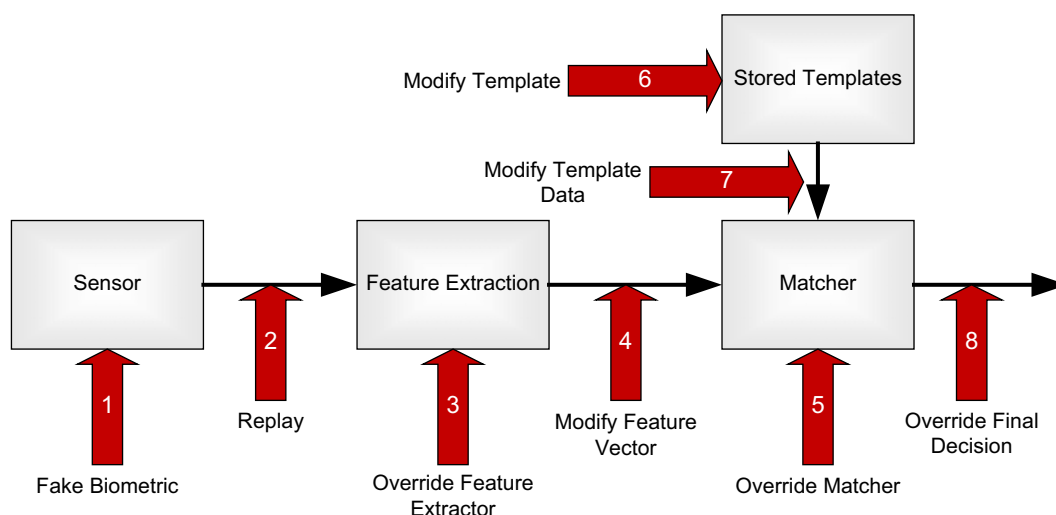 Modify Template
6
Stored Templates
Modify Template
Data
7
Sensor
Feature Extraction
Matcher
1
2
3
4
5
8
Fake Biometric
Replay
Override Feature
Extractor
Modify Feature
Vector
Override Matcher
Override Final
Decision